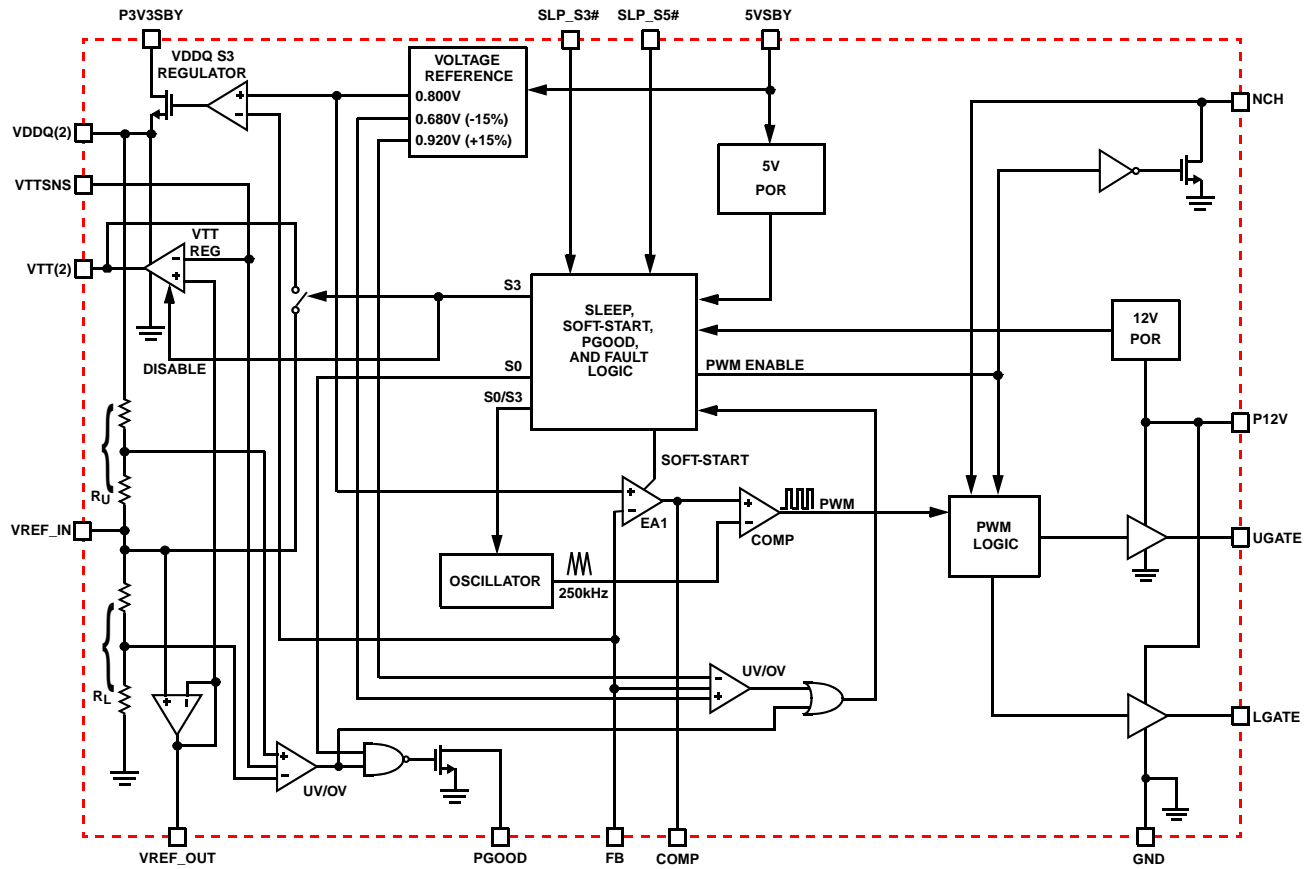 P3V3SBY
SLP_S3#
SLP_S5#
5VSBY
VDDQ S3
REGULATOR
VOLTAGE
REFERENCE
0.800V
0.680V (-15%)
0.920V (+15%)
NCH
VDDQ(2)
5V
POR
VTTSNS
VTT
REG
VTT(2)
S3
SLEEP,
SOFT-START,
PGOOD,
AND FAULT
LOGIC
12V
POR
DISABLE
S0
PWM ENABLE
S0/S3
P12V
SOFT-START
RU
EA1
PWM
COMP
VREF_IN
PWM
LOGIC
UGATE
OSCILLATOR
250kHz
RL
UV/OV
LGATE
UV/OV
VREF_OUT
PGOOD
FB
COMP
GND